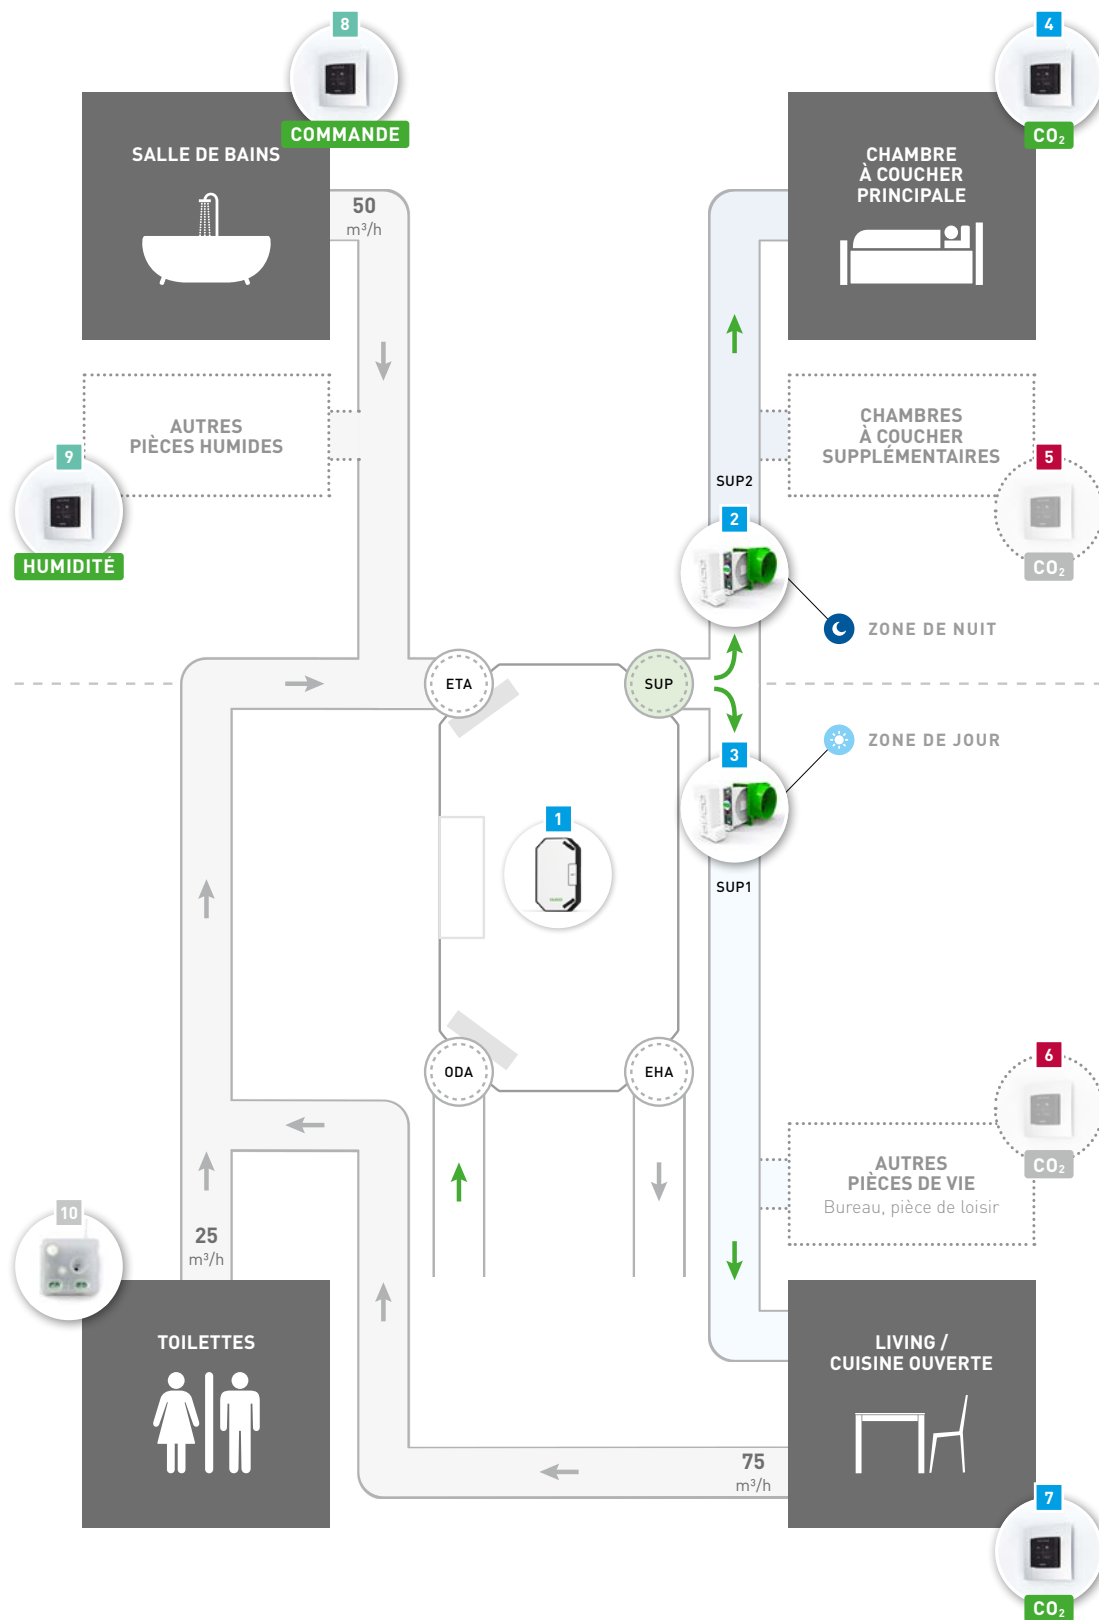 8
COMMANDE
SALLE DE BAINS
50
m³/h
4
CO₂
CHAMBRE
À COUCHER
PRINCIPALE
AUTRES
PIÈCES HUMIDES
9
HUMIDITÉ
CHAMBRES
À COUCHER
SUPPLÉMENTAIRES
5
CO₂
SUP2
2
ZONE DE NUIT
ETA
SUP
ZONE DE JOUR
3
1
SUP1
ODA
EHA
6
CO₂
AUTRES
PIÈCES DE VIE
Bureau, pièce de loisir
10
25
m³/h
TOILETTES
LIVING /
CUISINE OUVERTE
75
m³/h
7
CO₂